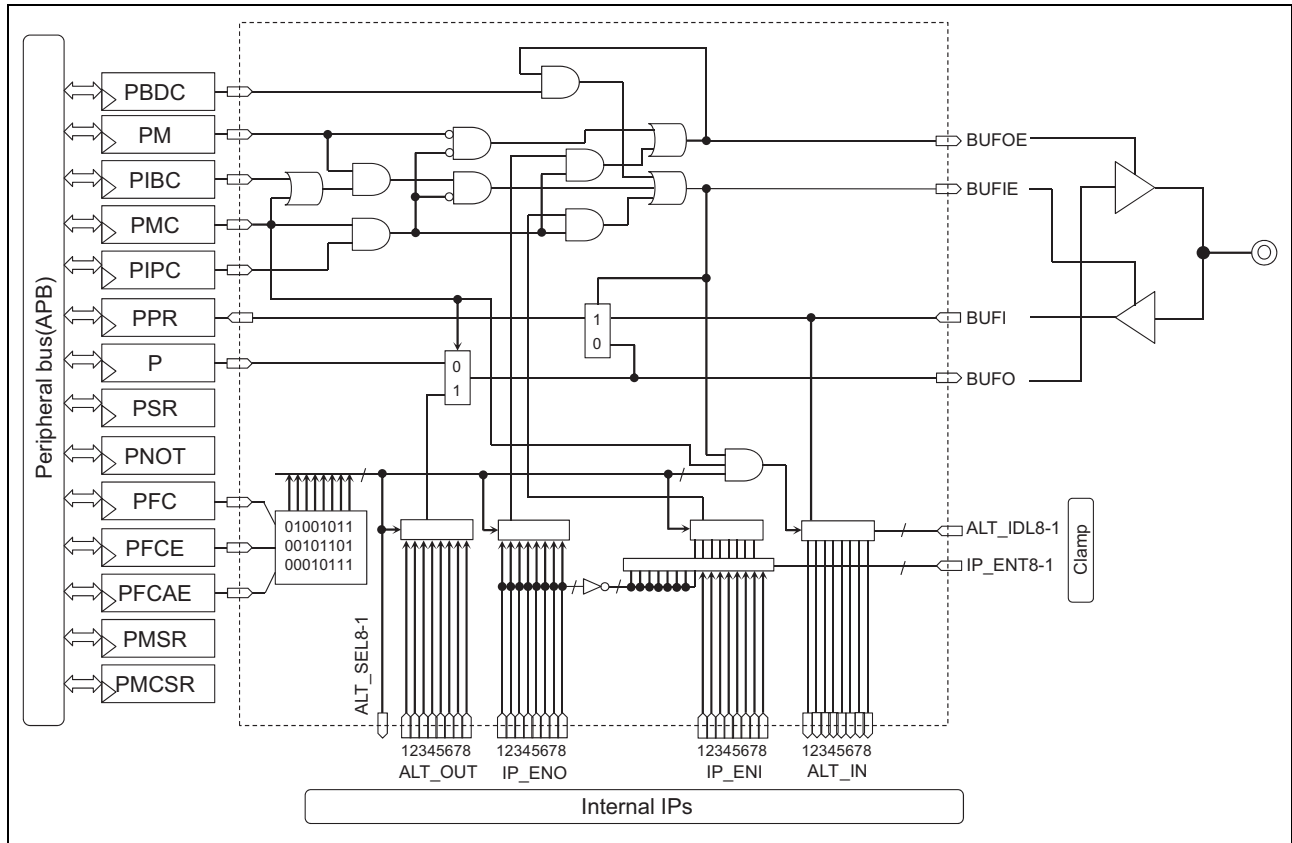 Peripheral bus(APB)
PBDC
PM
PIBC
PMC
PIPC
PPR
P
PSR
PNOT
PFC
PFCE
PFCAE
PMSR
PMCSR
BUFOE
BUFIE
BUFI
BUFO
1
0
0
1
01001011
00101101
00010111
ALT_IDL8-1
IP_ENT8-1
Clamp
ALT_SEL8-1
12345678
12345678
12345678
12345678
ALT_OUT
IP_ENO
IP_ENI
ALT_IN
Internal IPs